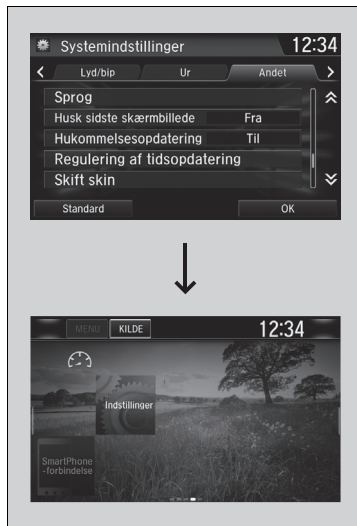 Systemindstillinger 12:34
Lyd/bip Ur Andet
Sprog
Husk sidste skærmbillede Fra
Hukommelsesopdatering Til
Regulering af tidsopdatering
Skift skin
Standard OK
MENU KILDE 12:34
Indstillinger
SmartPhone
-forbindelse